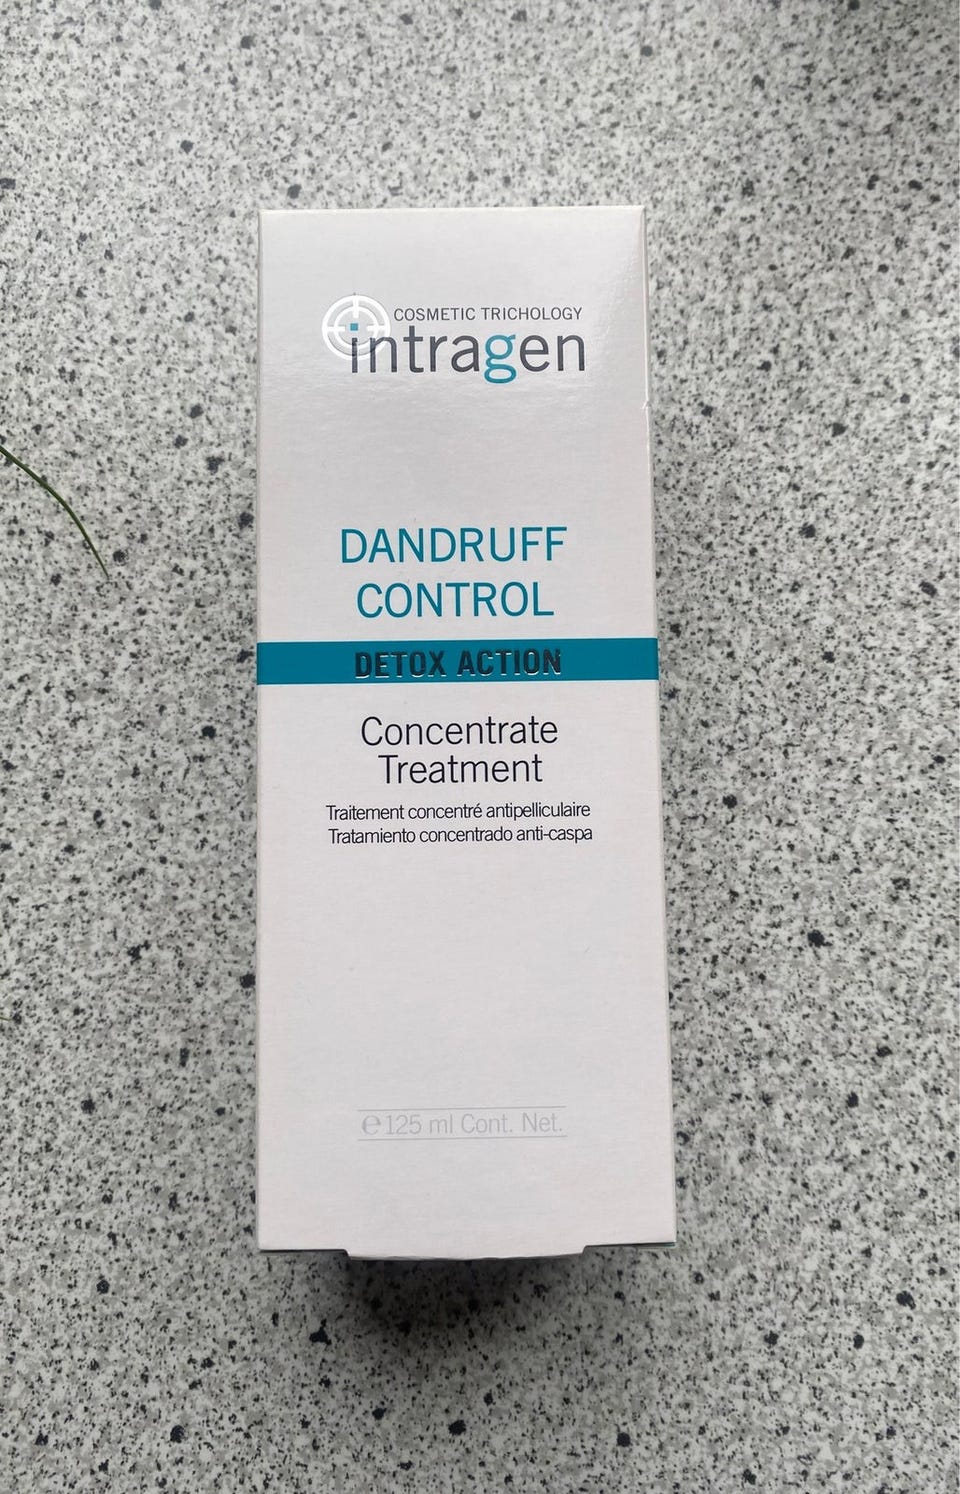 COSMETIC TRICHOLOGY
intragen
DANDRUFF
CONTROL
DETOX ACTION
Concentrate
Treatment
Traitement concentré antipelliculaire
Tratamiento concentrado anti-caspa
℮ 125 ml Cont. Net.